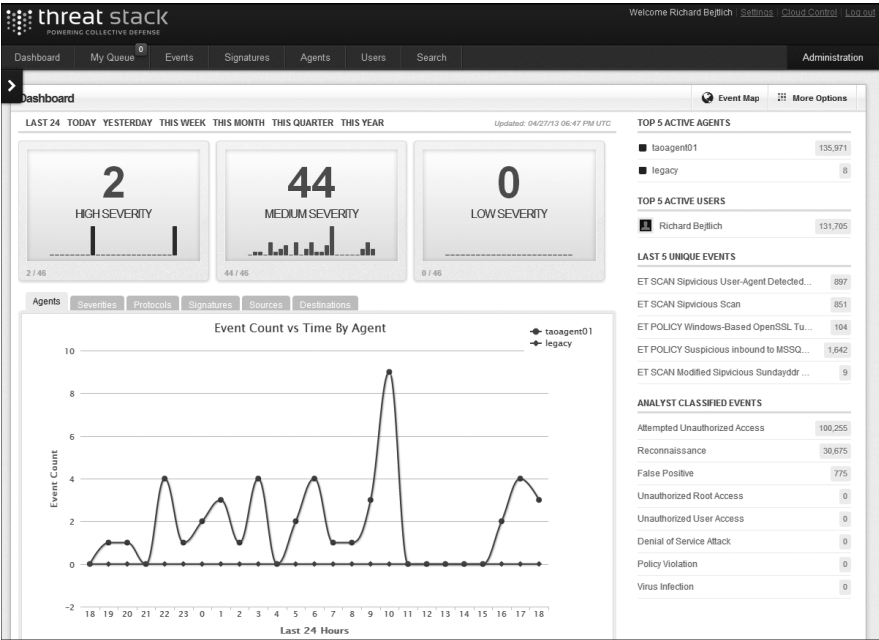 threat stack
POWERING COLLECTIVE DEFENSE
Welcome Richard Bejtlich | Settings | Cloud Control | Log out
Dashboard My Queue 0 Events Signatures Agents Users Search Administration
Dashboard
Event Map More Options
LAST 24 TODAY YESTERDAY THIS WEEK THIS MONTH THIS QUARTER THIS YEAR
Updated: 04/27/13 06:47 PM UTC
2
HIGH SEVERITY
2 / 46
44
MEDIUM SEVERITY
44 / 46
0
LOW SEVERITY
0 / 46
Agents Severities Protocols Signatures Sources Destinations
Event Count vs Time By Agent
taoagent01
legacy
Event Count
10
8
6
4
2
0
-2
18 19 20 21 22 23 0 1 2 3 4 5 6 7 8 9 10 11 12 13 14 15 16 17 18
Last 24 Hours
TOP 5 ACTIVE AGENTS
taoagent01 135,971
legacy 8
TOP 5 ACTIVE USERS
Richard Bejtlich 131,705
LAST 5 UNIQUE EVENTS
ET SCAN Sipvicious User-Agent Detected... 897
ET SCAN Sipvicious Scan 851
ET POLICY Windows-Based OpenSSL Tu... 104
ET POLICY Suspicious inbound to MSSQ... 1,642
ET SCAN Modified Sipvicious Sundayddr ... 9
ANALYST CLASSIFIED EVENTS
Attempted Unauthorized Access 100,255
Reconnaissance 30,675
False Positive 775
Unauthorized Root Access 0
Unauthorized User Access 0
Denial of Service Attack 0
Policy Violation 0
Virus Infection 0